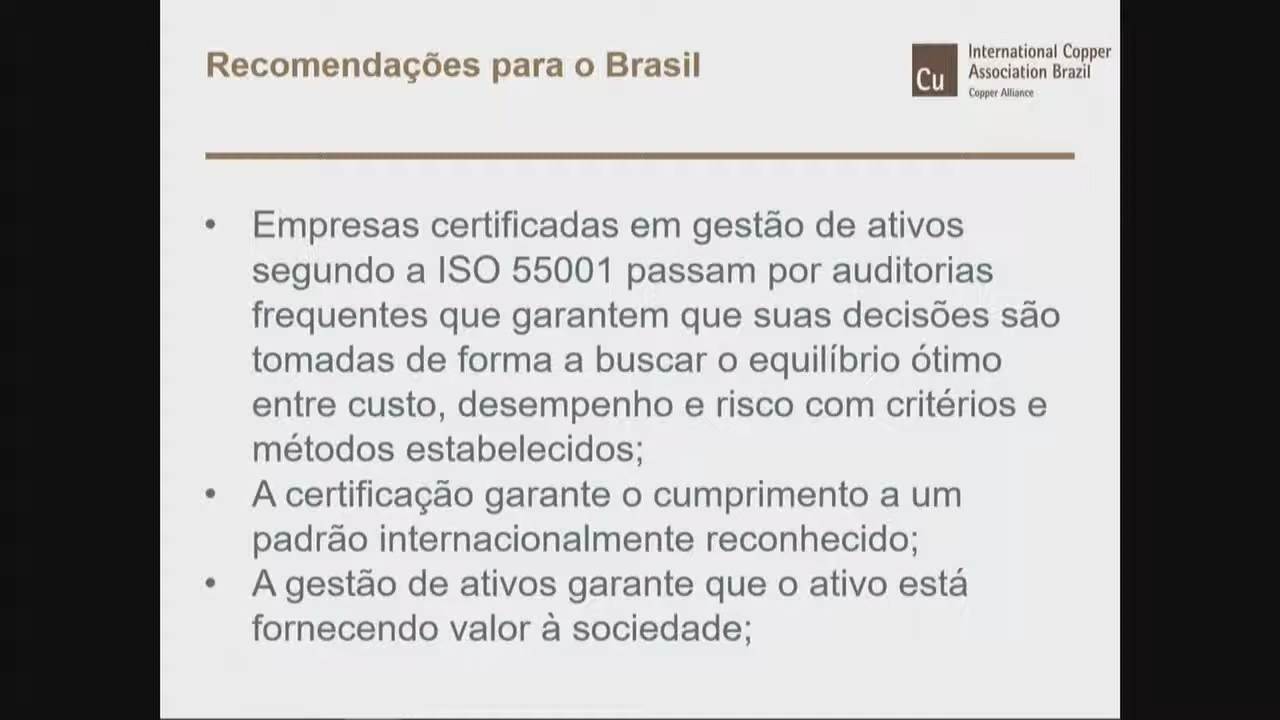 Recomendações para o Brasil
Cu
International Copper
Association Brazil
Copper Alliance
• Empresas certificadas em gestão de ativos
segundo a ISO 55001 passam por auditorias
frequentes que garantem que suas decisões são
tomadas de forma a buscar o equilíbrio ótimo
entre custo, desempenho e risco com critérios e
métodos estabelecidos;
• A certificação garante o cumprimento a um
padrão internacionalmente reconhecido;
• A gestão de ativos garante que o ativo está
fornecendo valor à sociedade;